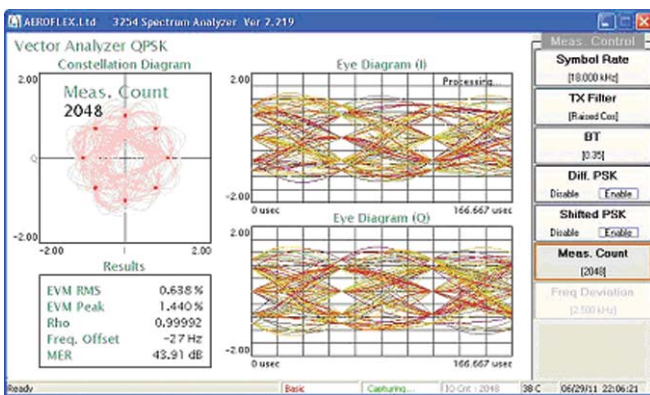 AEROFLEX.Ltd 3254 Spectrum Analyzer Ver 2.219
Vector Analyzer QPSK
Constellation Diagram
2.00
Meas. Count
2048
Q
-2.00
-2.00
I
2.00
Results
EVM RMS 0.638 %
EVM Peak 1.440 %
Rho 0.99992
Freq. Offset -27 Hz
MER 43.91 dB
Eye Diagram (I)
2.00
Processing...
-2.00
0 usec
166.667 usec
Eye Diagram (Q)
2.00
-2.00
0 usec
166.667 usec
Meas. Control
Symbol Rate
[18.000 kHz]
TX Filter
[Raised Cos]
BT
[0.35]
Diff. PSK
Disable Enable
Shifted PSK
Disable Enable
Meas. Count
[2048]
Freq Deviation
[2.500 kHz]
Ready
Basic
Capturing...
IQ Cnt : 2048
38 C
06/29/11 22:06:21